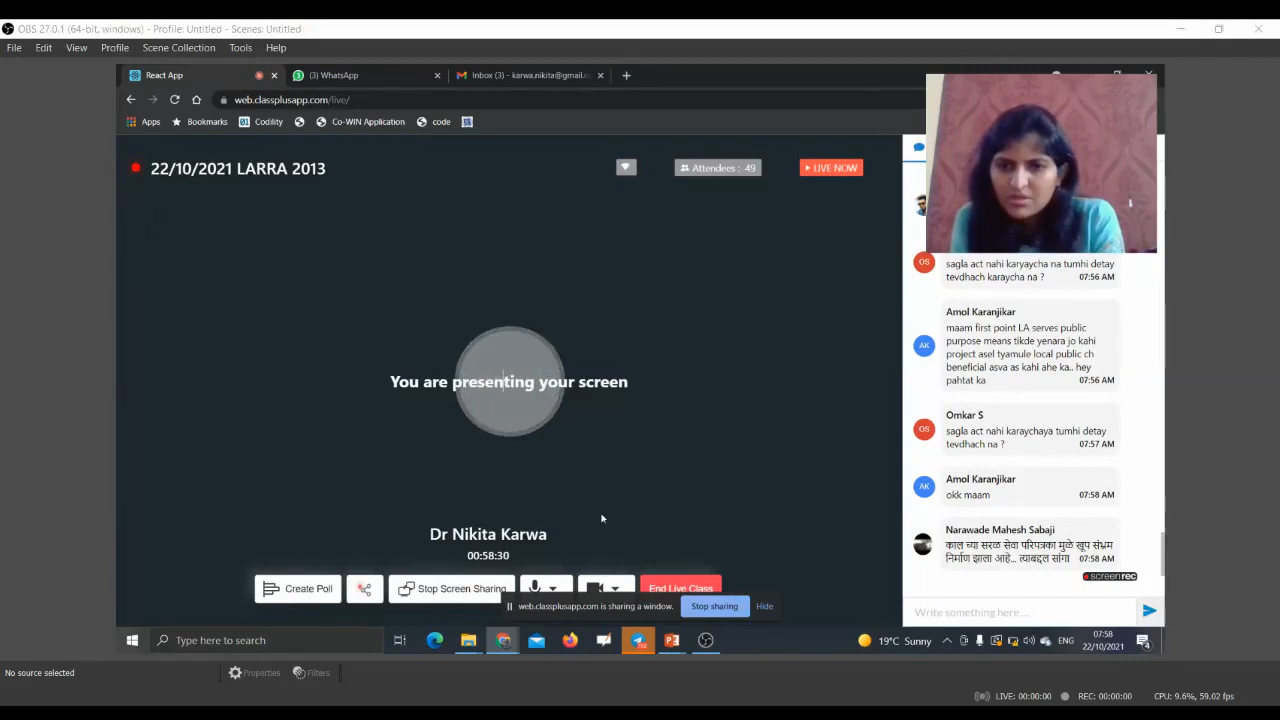 OBS 27.0.1 (64-bit, windows) - Profile: Untitled - Scenes: Untitled
File Edit View Profile Scene Collection Tools Help
React App
(3) WhatsApp
Inbox (3) - karwa.nikita@gmail.c
web.classplusapp.com/live/
Apps
Bookmarks
Codility
Co-WIN Application
code
22/10/2021 LARRA 2013
Attendees : 49
LIVE NOW
You are presenting your screen
Dr Nikita Karwa
00:58:30
Create Poll
Stop Screen Sharing
End Live Class
web.classplusapp.com is sharing a window.
Stop sharing
Hide
OS
sagla act nahi karyaycha na tumhi detay
tevdhach karaycha na ?
07:56 AM
Amol Karanjikar
AK
maam first point LA serves public
purpose means tikde yenara jo kahi
project asel tyamule local public ch
beneficial asva as kahi ahe ka.. hey
pahtat ka
07:56 AM
Omkar S
OS
sagla act nahi karaychaya tumhi detay
tevdhach na ?
07:57 AM
Amol Karanjikar
AK
okk maam
07:58 AM
Narawade Mahesh Sabaji
काल च्या सरळ सेवा परिपत्रका मुळे खूप संभ्रम
निर्माण झाला आहे... त्याबद्दल सांगा
07:58 AM
screenrec
Write something here ...
Type here to search
19°C Sunny
ENG
07:58
22/10/2021
4
No source selected
Properties
Filters
LIVE: 00:00:00
REC: 00:00:00
CPU: 9.6%, 59.02 fps